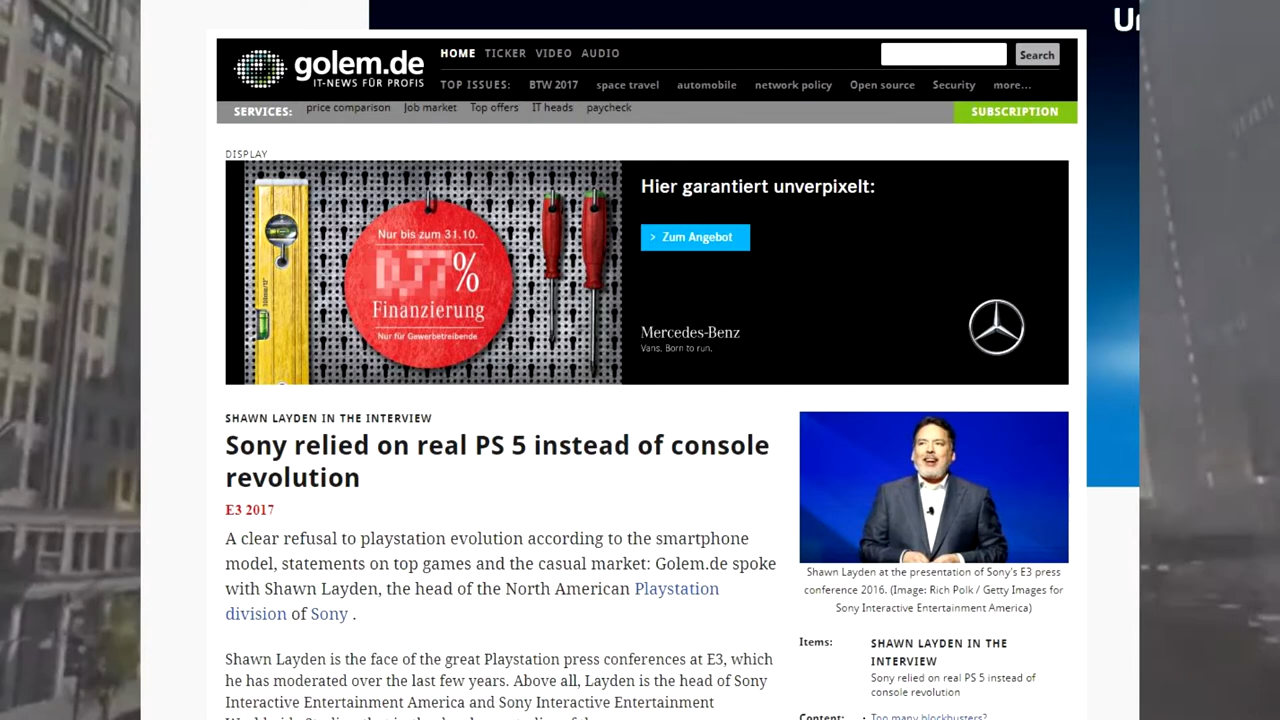 Un
golem.de
IT-NEWS FÜR PROFIS
HOME TICKER VIDEO AUDIO
Search
TOP ISSUES: BTW 2017 space travel automobile network policy Open source Security more...
SERVICES: price comparison Job market Top offers IT heads paycheck
SUBSCRIPTION
DISPLAY
Nur bis zum 31.10.
%
Finanzierung
Nur für Gewerbetreibende
Hier garantiert unverpixelt:
> Zum Angebot
Mercedes-Benz
Vans. Born to run.
SHAWN LAYDEN IN THE INTERVIEW
Sony relied on real PS 5 instead of console
revolution
E3 2017
A clear refusal to playstation evolution according to the smartphone
model, statements on top games and the casual market: Golem.de spoke
with Shawn Layden, the head of the North American Playstation
division of Sony .
Shawn Layden is the face of the great Playstation press conferences at E3, which
he has moderated over the last few years. Above all, Layden is the head of Sony
Interactive Entertainment America and Sony Interactive Entertainment
Shawn Layden at the presentation of Sony's E3 press
conference 2016. (Image: Rich Polk / Getty Images for
Sony Interactive Entertainment America)
Items: SHAWN LAYDEN IN THE
INTERVIEW
Sony relied on real PS 5 instead of
console revolution
Content: • Too many blockbusters?